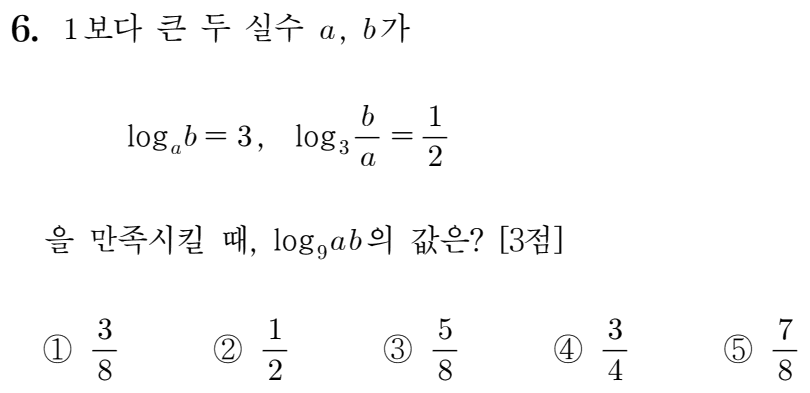 6. 1보다 큰 두 실수 a, b가
log_a b = 3, log_3 b/a = 1/2
을 만족시킬 때, log_9 ab의 값은? [3점]
① 3/8 ② 1/2 ③ 5/8 ④ 3/4 ⑤ 7/8